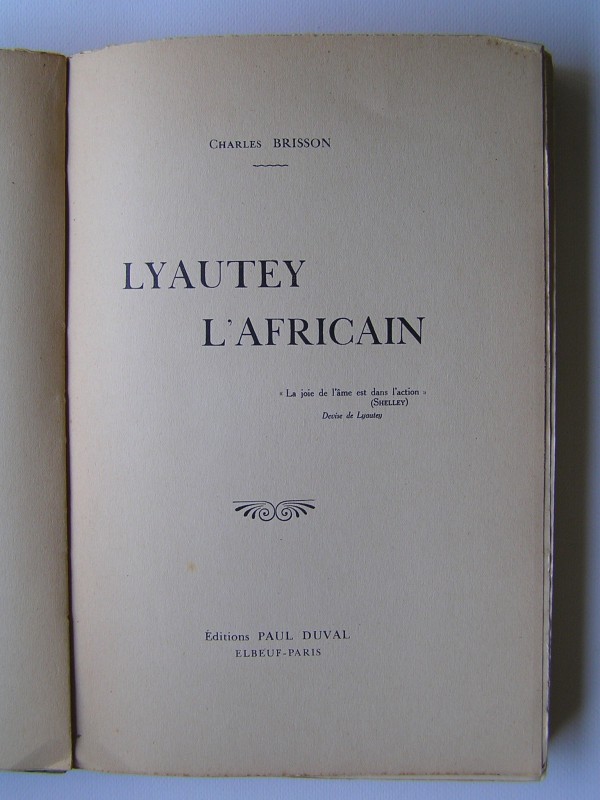 CHARLES BRISSON
LYAUTEY
L'AFRICAIN
« La joie de l'âme est dans l'action »
(SHELLEY)
Devise de Lyautey
Éditions PAUL DUVAL
ELBEUF-PARIS